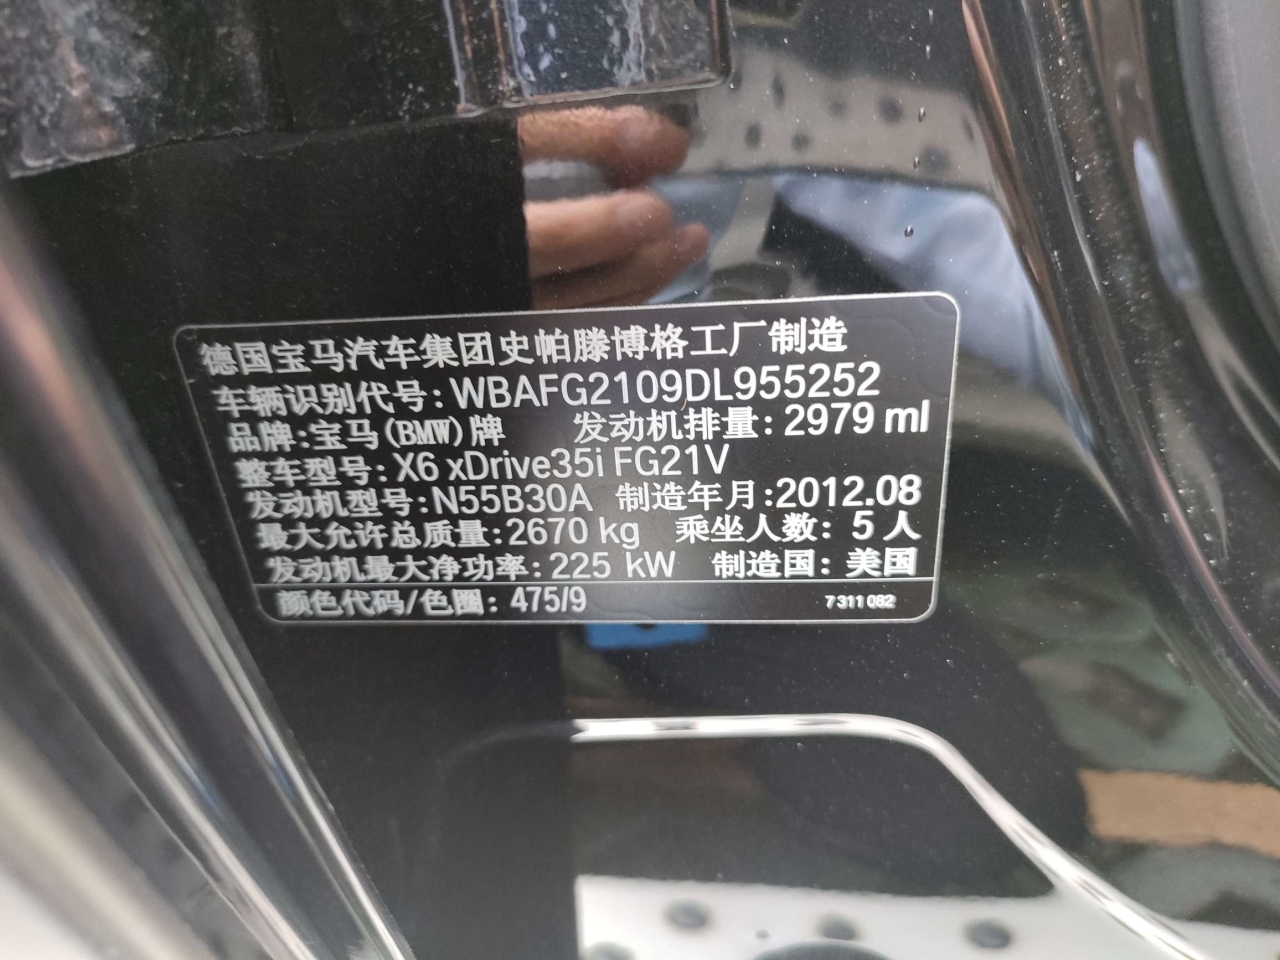 德国宝马汽车集团史帕滕博格工厂制造
车辆识别代号: WBAFG2109DL955252
品牌:宝马(BMW)牌 发动机排量: 2979 ml
整车型号: X6 xDrive35i FG21V
发动机型号:N55B30A 制造年月:2012.08
最大允许总质量:2670 kg 乘坐人数: 5 人
发动机最大净功率: 225 kW 制造国: 美国
颜色代码/色圈: 475/9 7311082